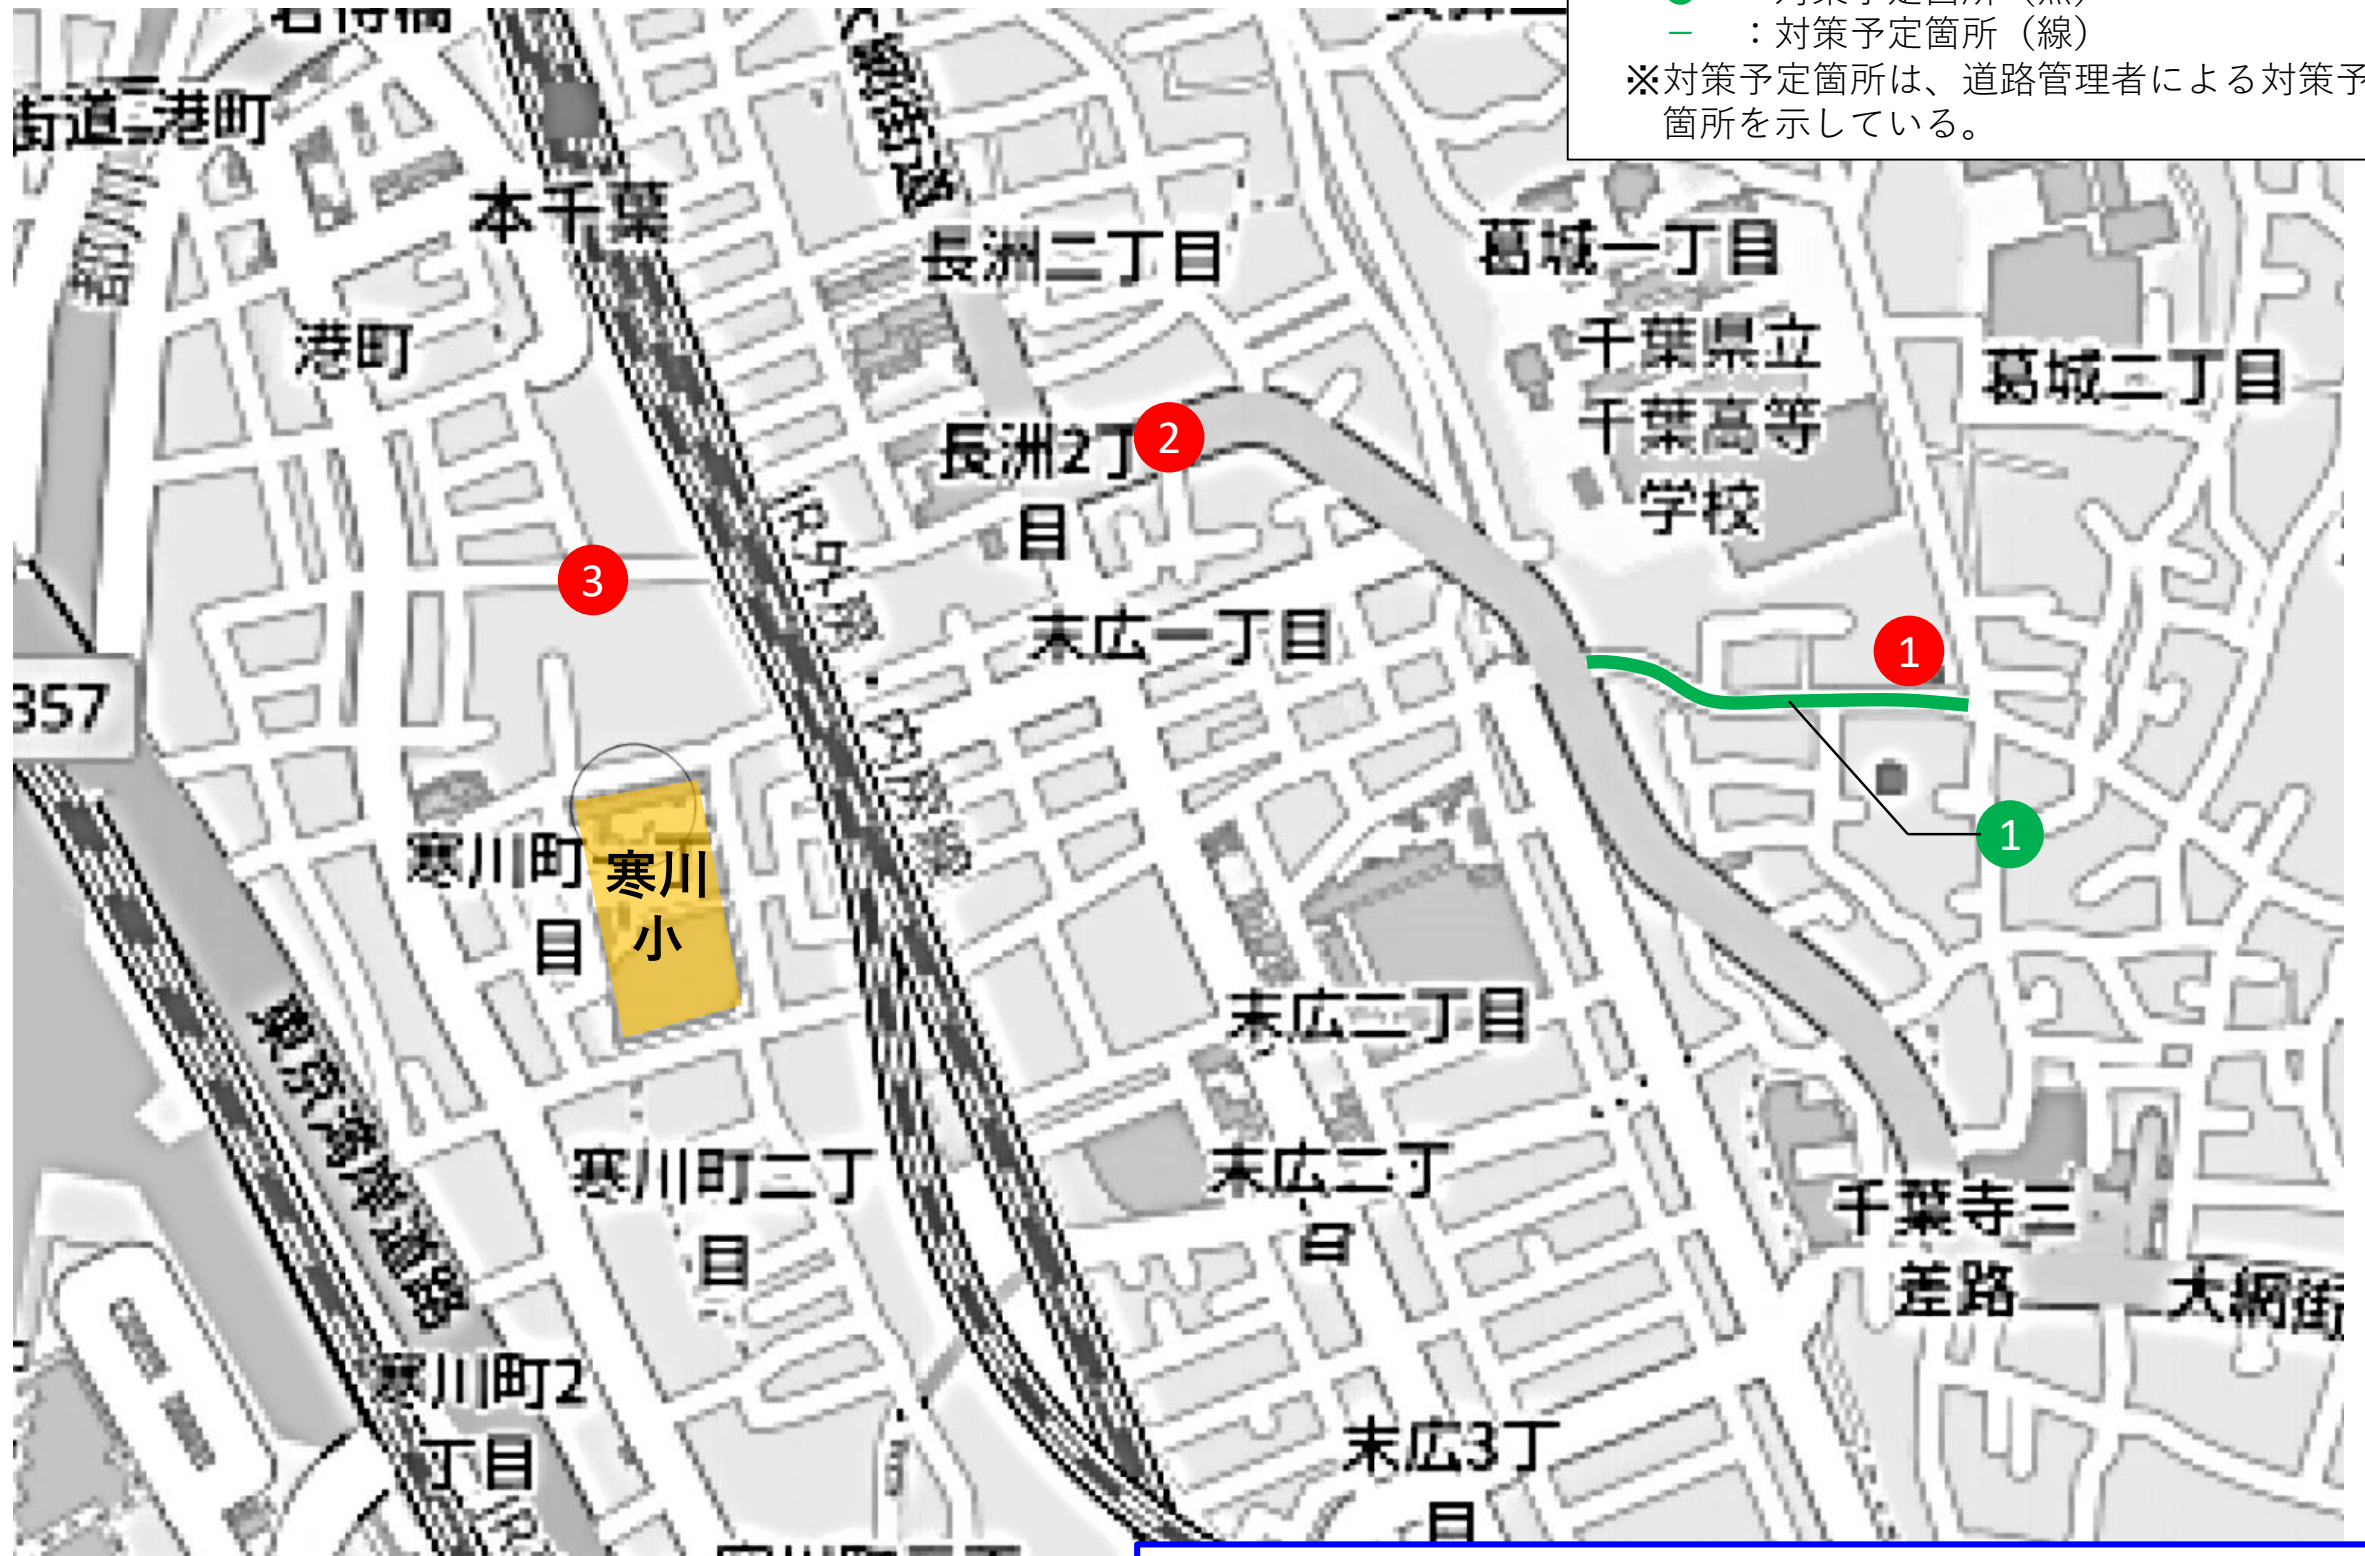 ：対策予定箇所（線）
※対策予定箇所は、道路管理者による対策予
箇所を示している。
街道 港町
都川
本千葉
長洲二丁目
葛城一丁目
港町
千葉県立
千葉高等
学校
葛城二丁目
長洲2丁
目
2
JR外房
3
末広一丁目
1
357
内房線
1
寒川町
目
寒川
小
末広二丁目
東京湾岸道路
寒川町二丁
目
末広二丁
目
千葉寺三
差路
大網街
寒川町2
丁目
末広3丁
目